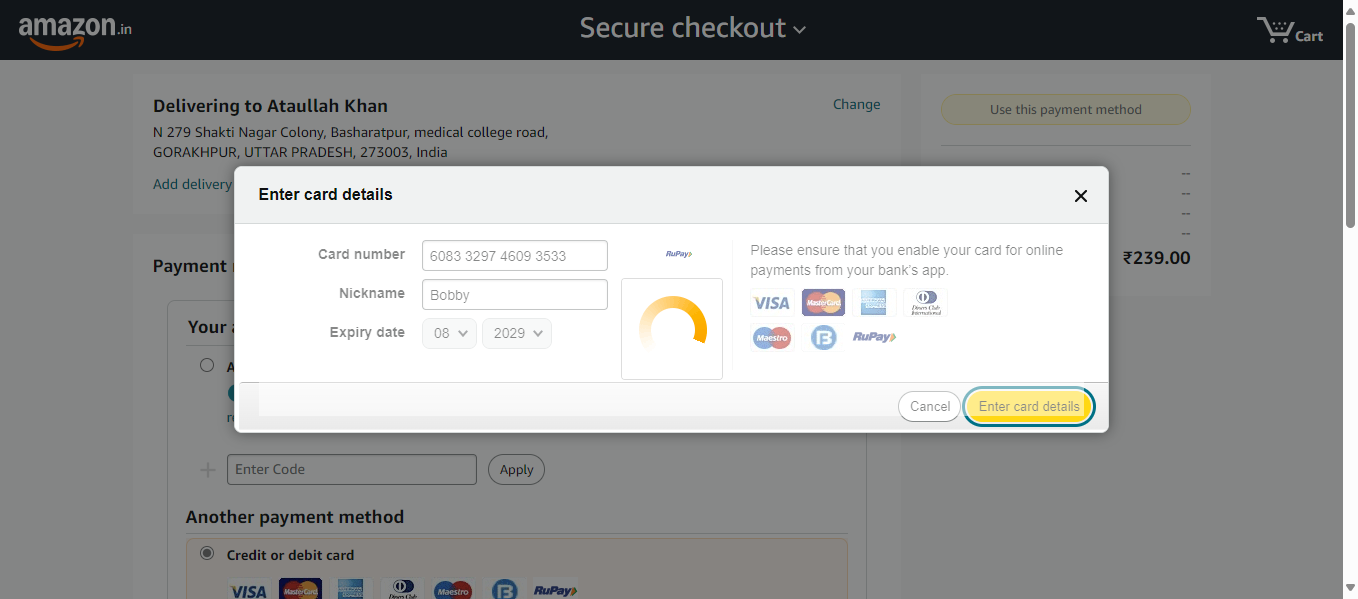 amazon.in
Secure checkout
Cart
Delivering to Ataullah Khan
Change
N 279 Shakti Nagar Colony, Basharatpur, medical college road,
GORAKHPUR, UTTAR PRADESH, 273003, India
Add delivery
Use this payment method
--
--
--
--
₹239.00
Enter card details
Card number
6083 3297 4609 3533
RuPay
Nickname
Bobby
Expiry date
08
2029
Please ensure that you enable your card for online
payments from your bank's app.
VISA
MasterCard
AMERICAN EXPRESS
Diners Club International
Maestro
B
RuPay
Cancel
Enter card details
Payment
Your
Enter Code
Apply
Another payment method
Credit or debit card
VISA
MasterCard
AMERICAN EXPRESS
Diners Club
Maestro
B
RuPay